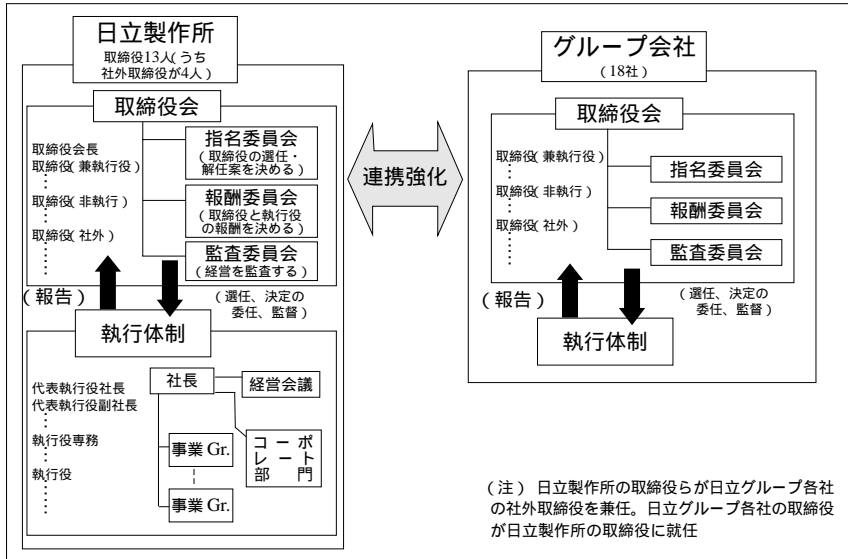 日立製作所
取締役13人(うち
社外取締役が4人)
取締役会
取締役会長
取締役(兼執行役)
⋮
取締役(非執行)
⋮
取締役(社外)
⋮
指名委員会
(取締役の選任・
解任案を決める)
報酬委員会
(取締役と執行役
の報酬を決める)
監査委員会
(経営を監査する)
(報告)
(選任、決定の
委任、監督)
執行体制
代表執行役社長
代表執行役副社長
⋮
執行役専務
⋮
執行役
⋮
社長
経営会議
事業 Gr.
事業 Gr.
コーポ
レート
部門
連携強化
グループ会社
(18社)
取締役会
取締役(兼執行役)
⋮
取締役(非執行)
⋮
取締役(社外)
⋮
指名委員会
報酬委員会
監査委員会
(報告)
(選任、決定の
委任、監督)
執行体制
(注) 日立製作所の取締役らが日立グループ各社
の社外取締役を兼任。日立グループ各社の取締役
が日立製作所の取締役に就任